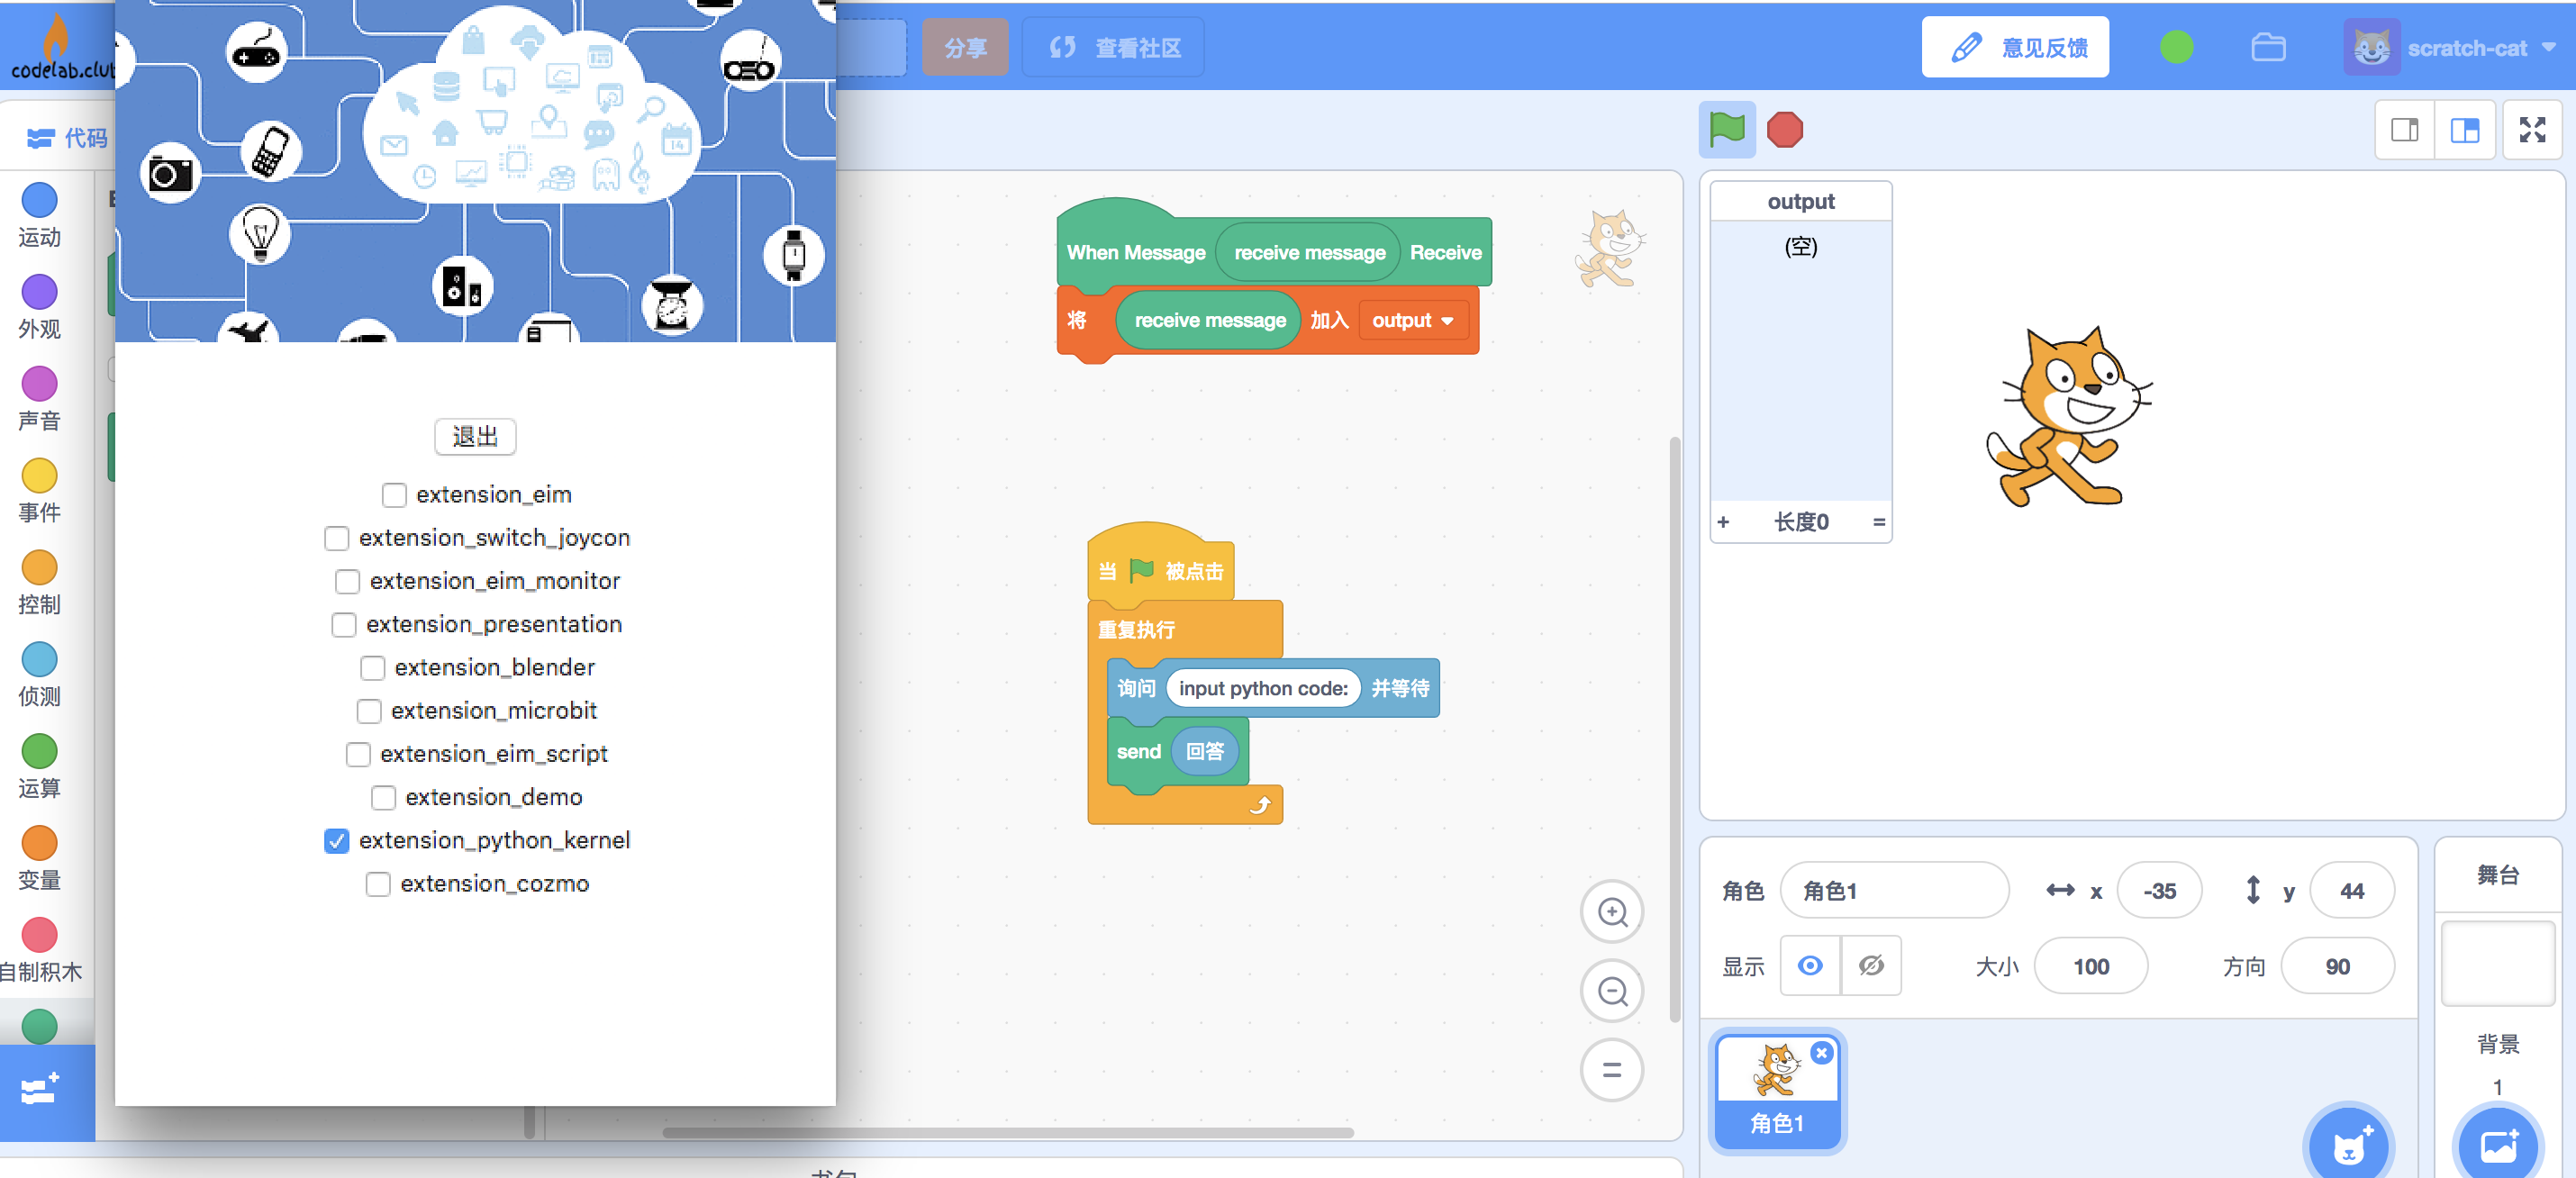 codelab.club
分享
查看社区
意见反馈
scratch-cat
代码
运动
外观
声音
事件
控制
侦测
运算
变量
自制积木
14
退出
extension_eim
extension_switch_joycon
extension_eim_monitor
extension_presentation
extension_blender
extension_microbit
extension_eim_script
extension_demo
extension_python_kernel
extension_cozmo
When Message receive message Receive
将 receive message 加入 output
当 被点击
重复执行
询问 input python code: 并等待
send 回答
output
(空)
+ 长度0 =
角色 角色1 x -35 y 44
显示 大小 100 方向 90
角色1
舞台
背景
1